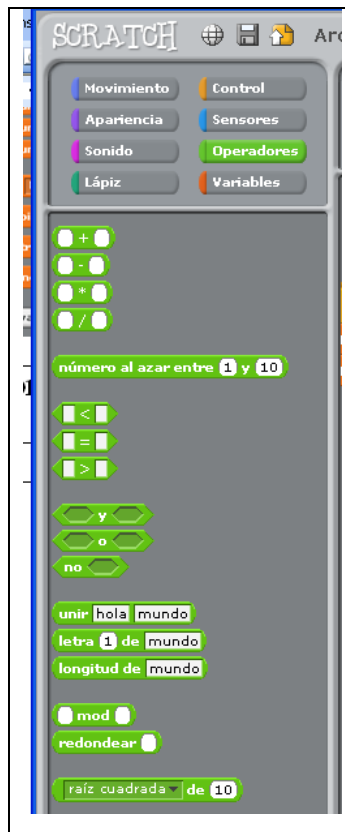 SCRATCH Arc
Movimiento Control
Apariencia Sensores
Sonido Operadores
Lápiz Variables
+
-
*
/
número al azar entre 1 y 10
<
=
>
y
o
no
unir hola mundo
letra 1 de mundo
longitud de mundo
mod
redondear
raíz cuadrada de 10